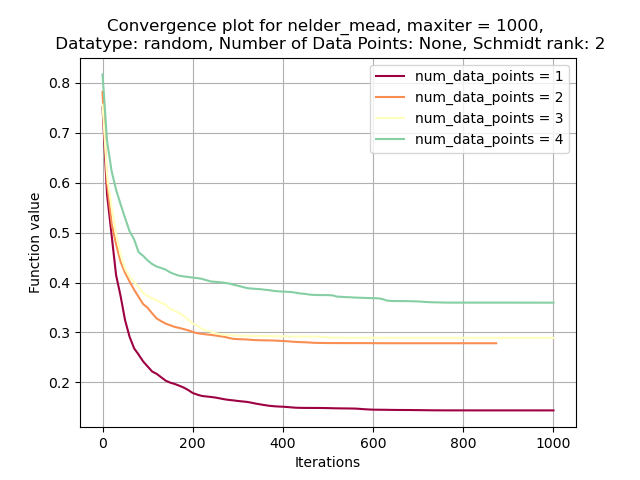 Convergence plot for nelder_mead, maxiter = 1000,
Datatype: random, Number of Data Points: None, Schmidt rank: 2
num_data_points = 1
num_data_points = 2
num_data_points = 3
num_data_points = 4
Function value
0.8
0.7
0.6
0.5
0.4
0.3
0.2
0 200 400 600 800 1000
Iterations